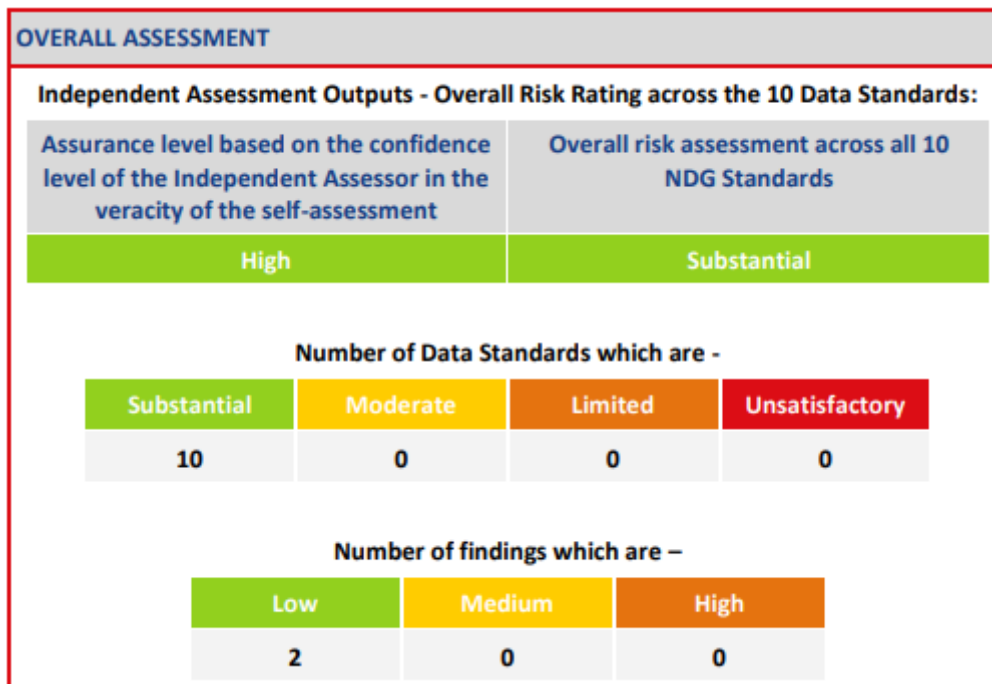 OVERALL ASSESSMENT
Independent Assessment Outputs - Overall Risk Rating across the 10 Data Standards:
Assurance level based on the confidence
level of the Independent Assessor in the
veracity of the self-assessment
Overall risk assessment across all 10
NDG Standards
High Substantial
Number of Data Standards which are -
Substantial Moderate Limited Unsatisfactory
10 0 0 0
Number of findings which are –
Low Medium High
2 0 0